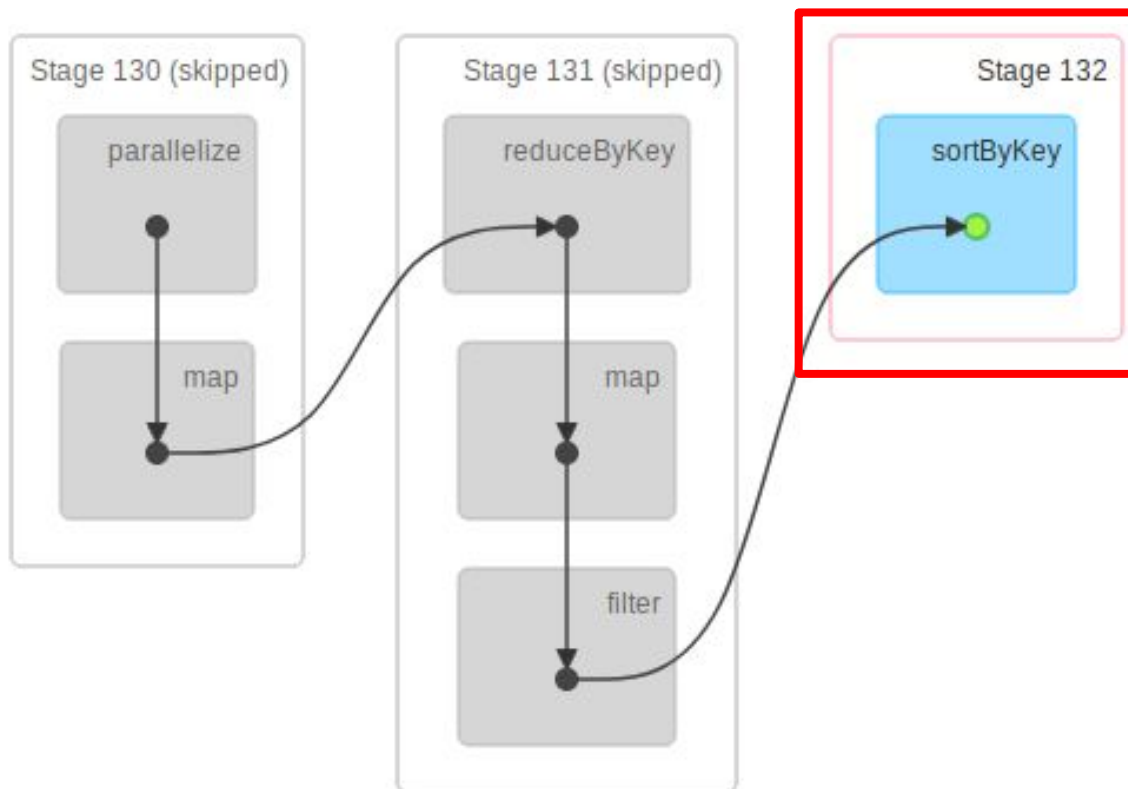 Stage 130 (skipped)
parallelize
map
Stage 131 (skipped)
reduceByKey
map
filter
Stage 132
sortByKey